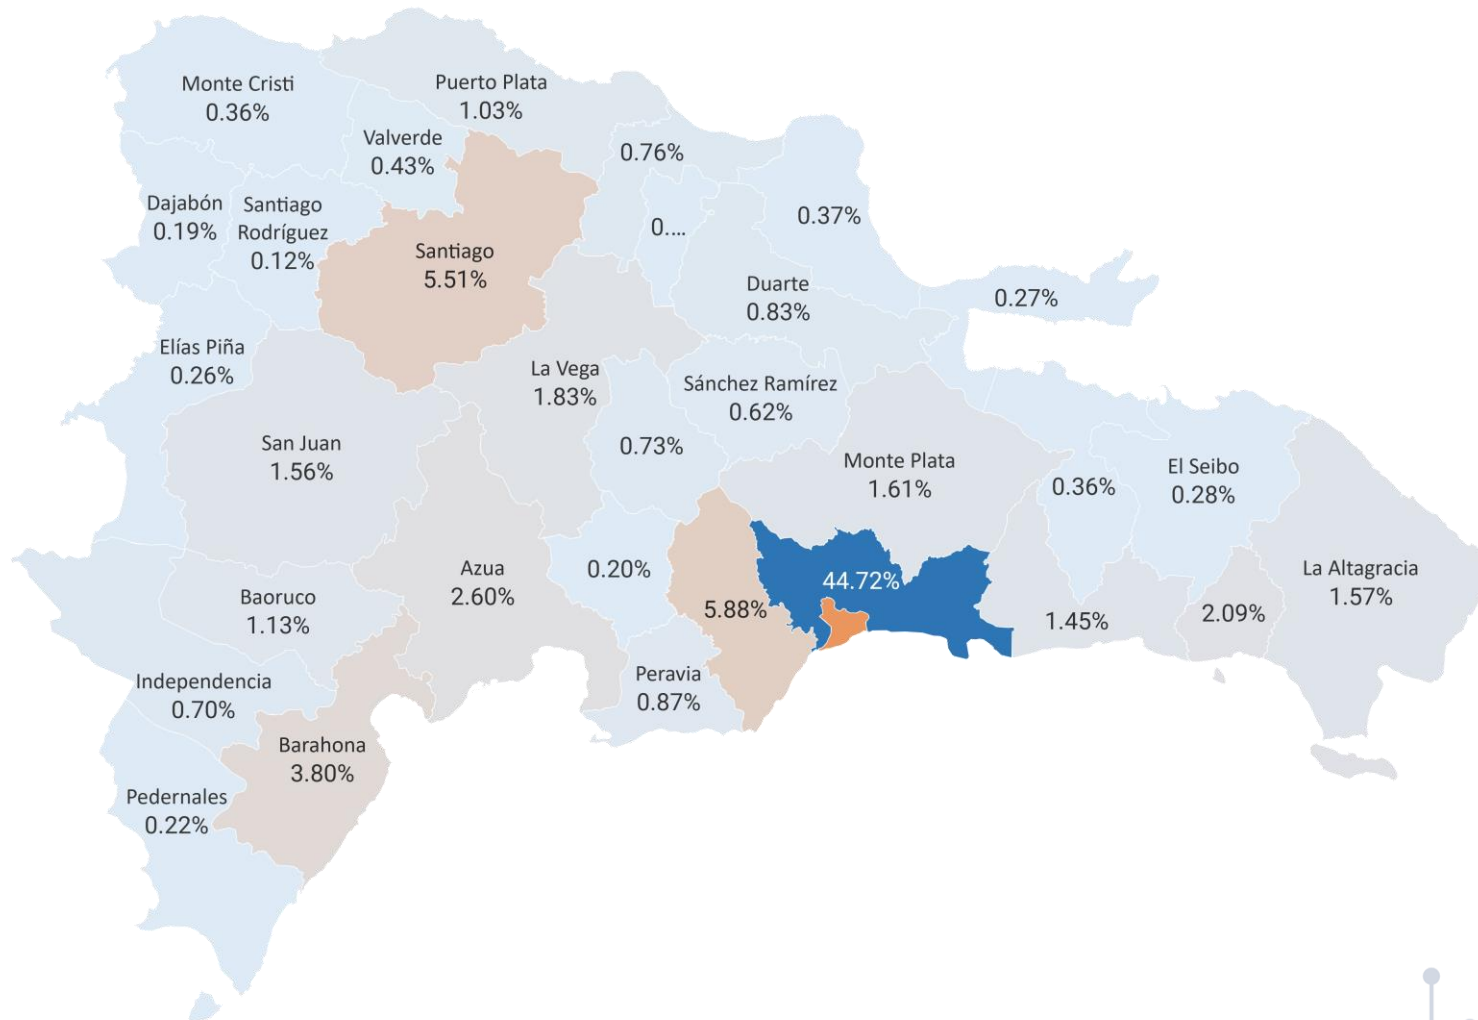 Monte Cristi
0.36%
Puerto Plata
1.03%
Valverde
0.43%
0.76%
Dajabón
0.19%
Santiago
Rodríguez
0.12%
Santiago
5.51%
0....
0.37%
Duarte
0.83%
0.27%
Elías Piña
0.26%
La Vega
1.83%
Sánchez Ramírez
0.62%
San Juan
1.56%
0.73%
Monte Plata
1.61%
0.36%
El Seibo
0.28%
Azua
2.60%
0.20%
44.72%
La Altagracia
1.57%
Baoruco
1.13%
5.88%
1.45%
2.09%
Independencia
0.70%
Peravia
0.87%
Barahona
3.80%
Pedernales
0.22%